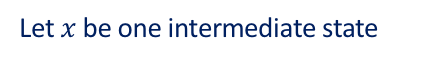 Let 𝑥 be one intermediate state